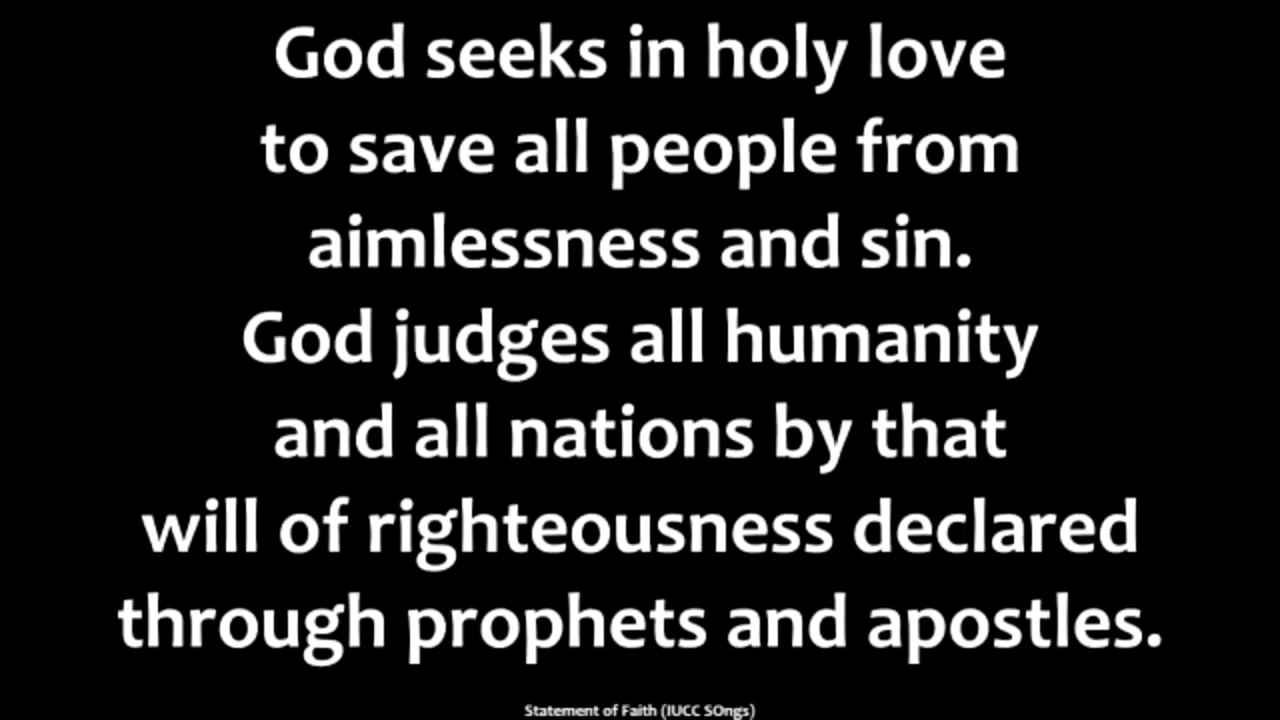 God seeks in holy love
to save all people from
aimlessness and sin.
God judges all humanity
and all nations by that
will of righteousness declared
through prophets and apostles.
Statement of Faith (IUCC SOngs)